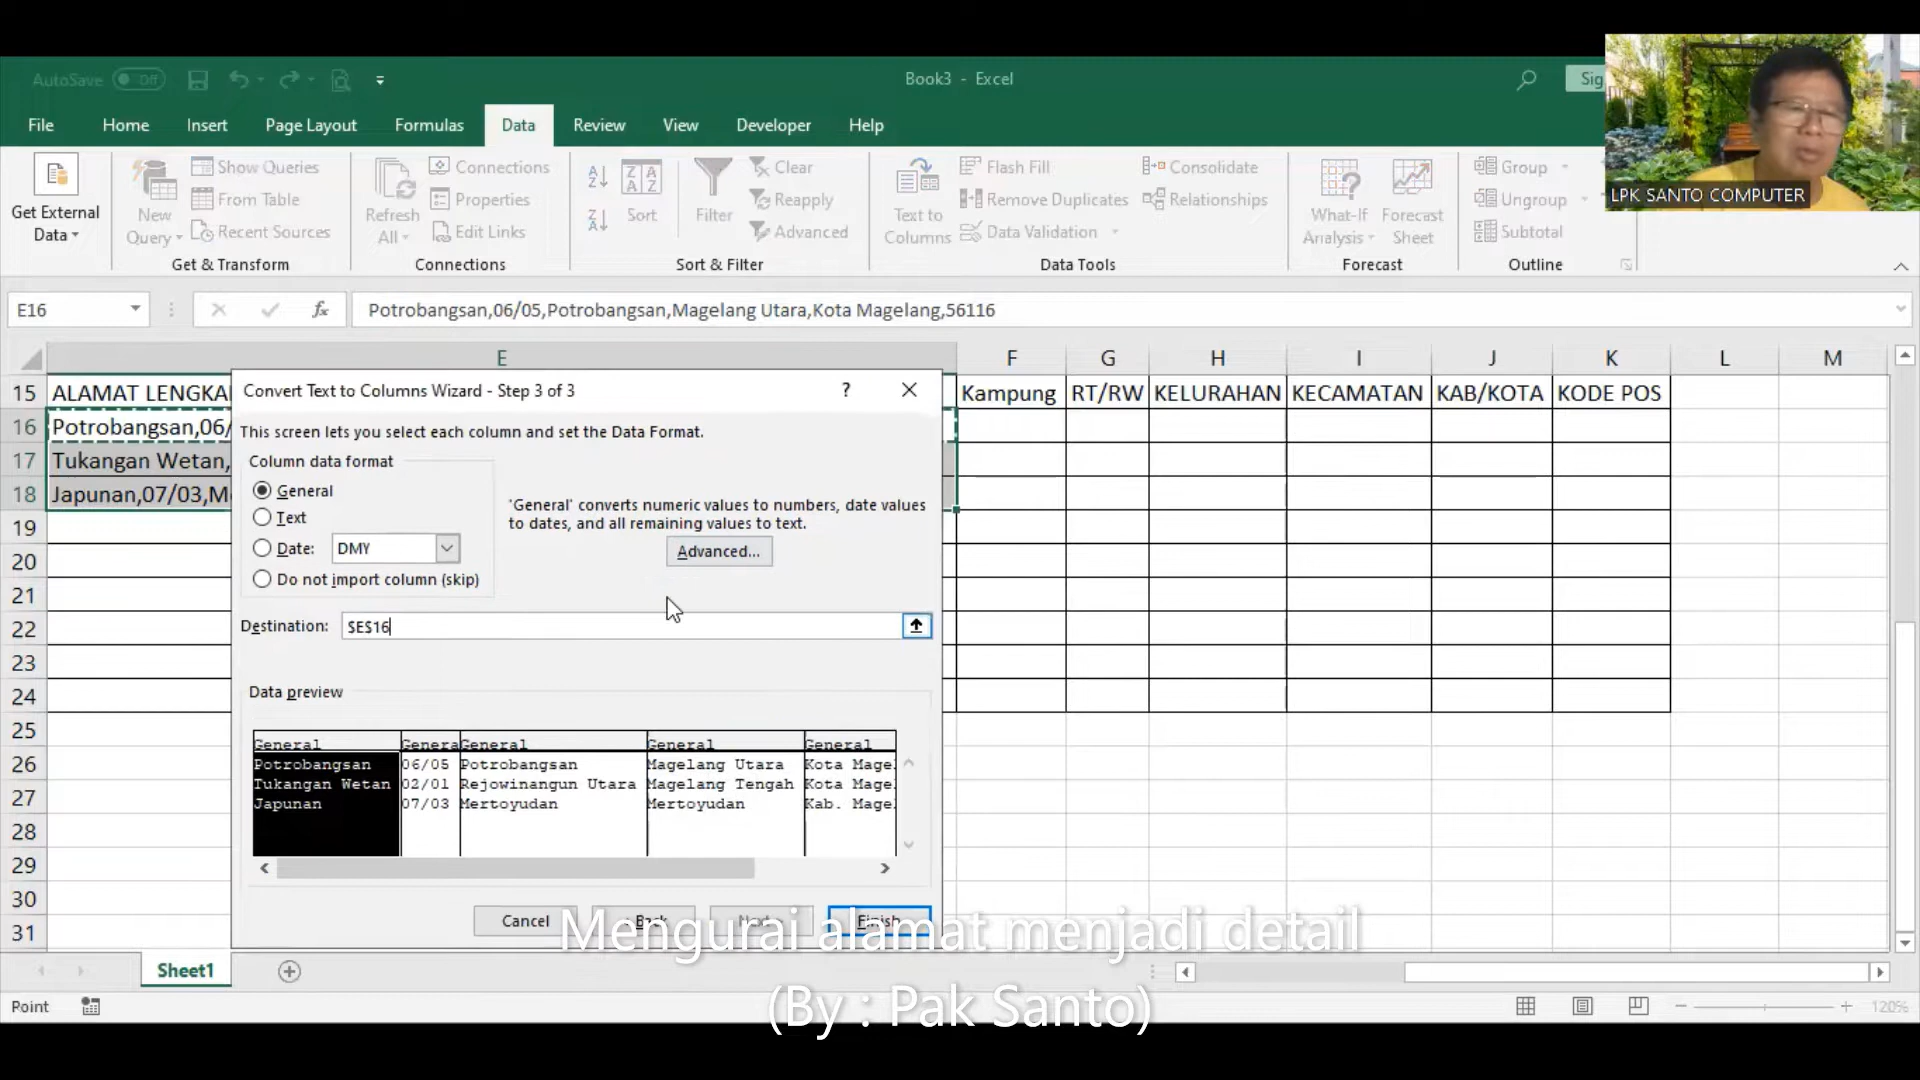 AutoSave Off
Book3 - Excel
Sig
File Home Insert Page Layout Formulas Data Review View Developer Help
Get External Data
New Query
Show Queries
From Table
Recent Sources
Get & Transform
Refresh All
Connections
Properties
Edit Links
Connections
Sort
Filter
Clear
Reapply
Advanced
Sort & Filter
Text to Columns
Flash Fill
Remove Duplicates
Data Validation
Consolidate
Relationships
Data Tools
What-If Analysis
Forecast Sheet
Forecast
Group
Ungroup
Subtotal
Outline
LPK SANTO COMPUTER
E16
fx
Potrobangsan,06/05,Potrobangsan,Magelang Utara,Kota Magelang,56116
E F G H I J K L M
15 ALAMAT LENGKA Kampung RT/RW KELURAHAN KECAMATAN KAB/KOTA KODE POS
16 Potrobangsan,06/
17 Tukangan Wetan,
18 Japunan,07/03,Me
19
20
21
22
23
24
25
26
27
28
29
30
31
Convert Text to Columns Wizard - Step 3 of 3
?
This screen lets you select each column and set the Data Format.
Column data format
General
Text
Date: DMY
Do not import column (skip)
'General' converts numeric values to numbers, date values
to dates, and all remaining values to text.
Advanced...
Destination: $E$16
Data preview
General Genera General General General
Potrobangsan 06/05 Potrobangsan Magelang Utara Kota Mage
Tukangan Wetan 02/01 Rejowinangun Utara Magelang Tengah Kota Mage
Japunan 07/03 Mertoyudan Mertoyudan Kab. Mage
Cancel < Back Next > Finish
Mengurai alamat menjadi detail
(By : Pak Santo)
Sheet1
Point
120%